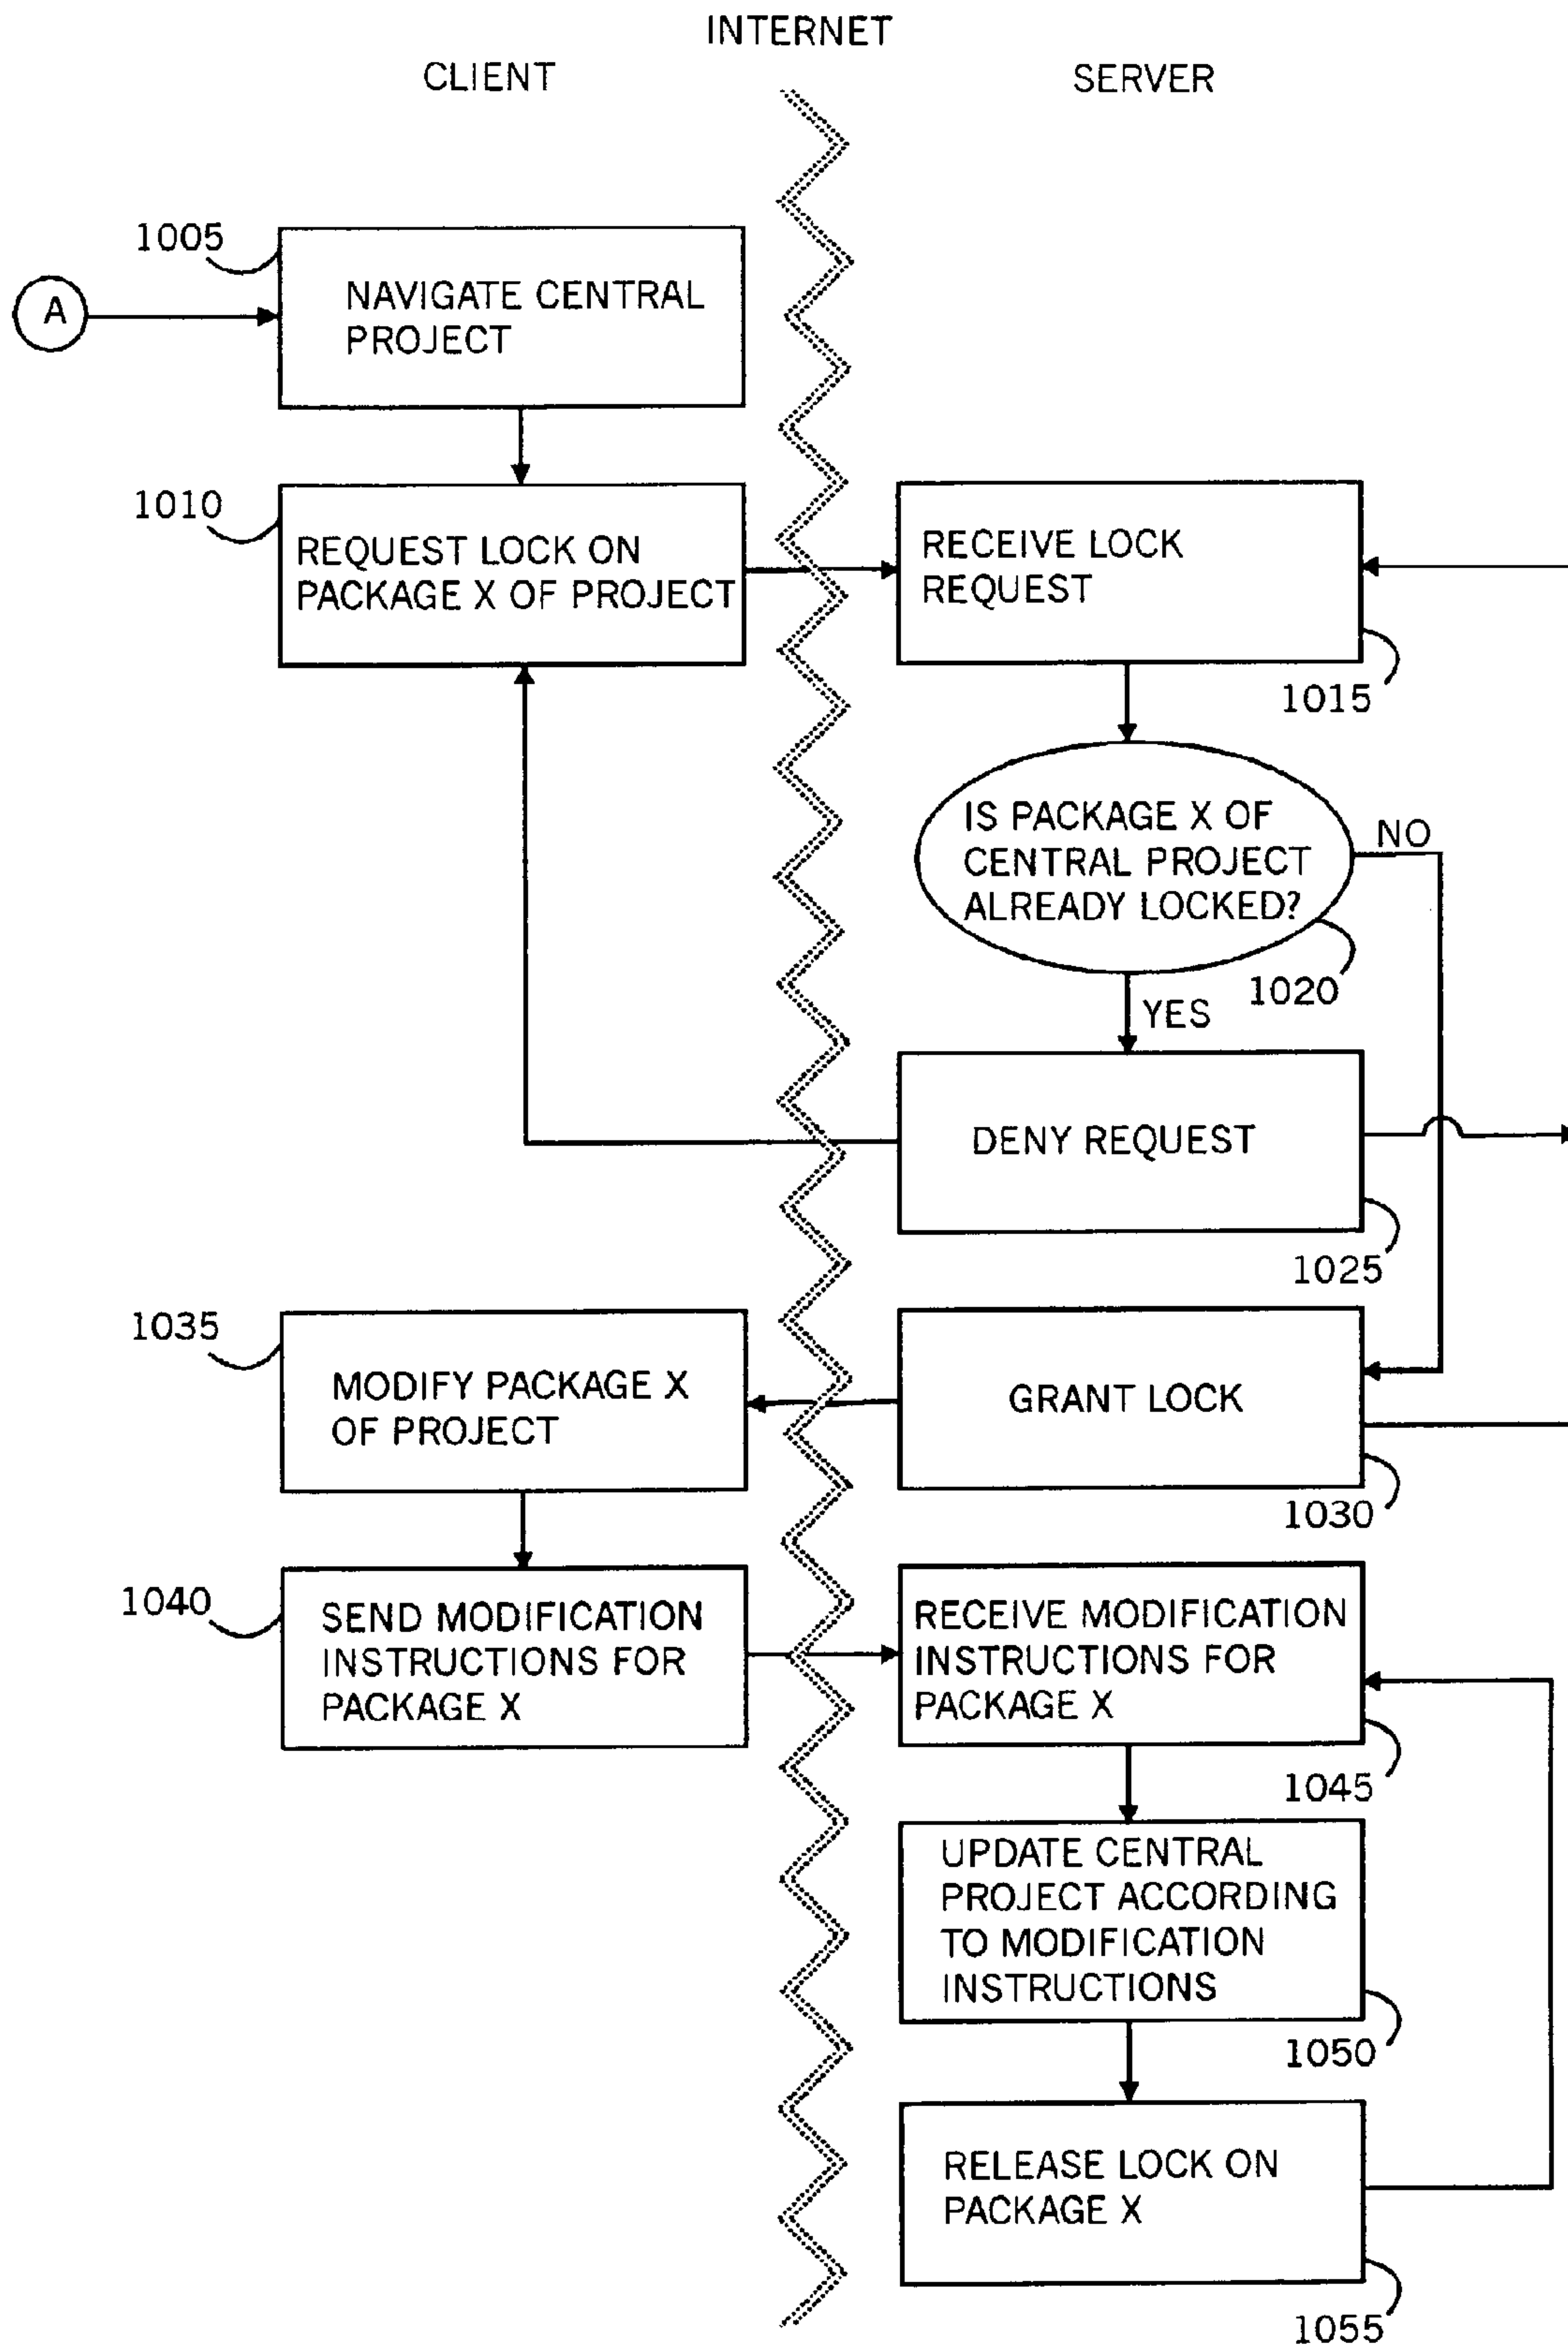 INTERNET
CLIENT
SERVER
1005
A
NAVIGATE CENTRAL
PROJECT
1010
REQUEST LOCK ON
PACKAGE X OF PROJECT
RECEIVE LOCK
REQUEST
1015
IS PACKAGE X OF
CENTRAL PROJECT
ALREADY LOCKED?
NO
1020
YES
DENY REQUEST
1025
1035
MODIFY PACKAGE X
OF PROJECT
GRANT LOCK
1030
1040
SEND MODIFICATION
INSTRUCTIONS FOR
PACKAGE X
RECEIVE MODIFICATION
INSTRUCTIONS FOR
PACKAGE X
1045
UPDATE CENTRAL
PROJECT ACCORDING
TO MODIFICATION
INSTRUCTIONS
1050
RELEASE LOCK ON
PACKAGE X
1055